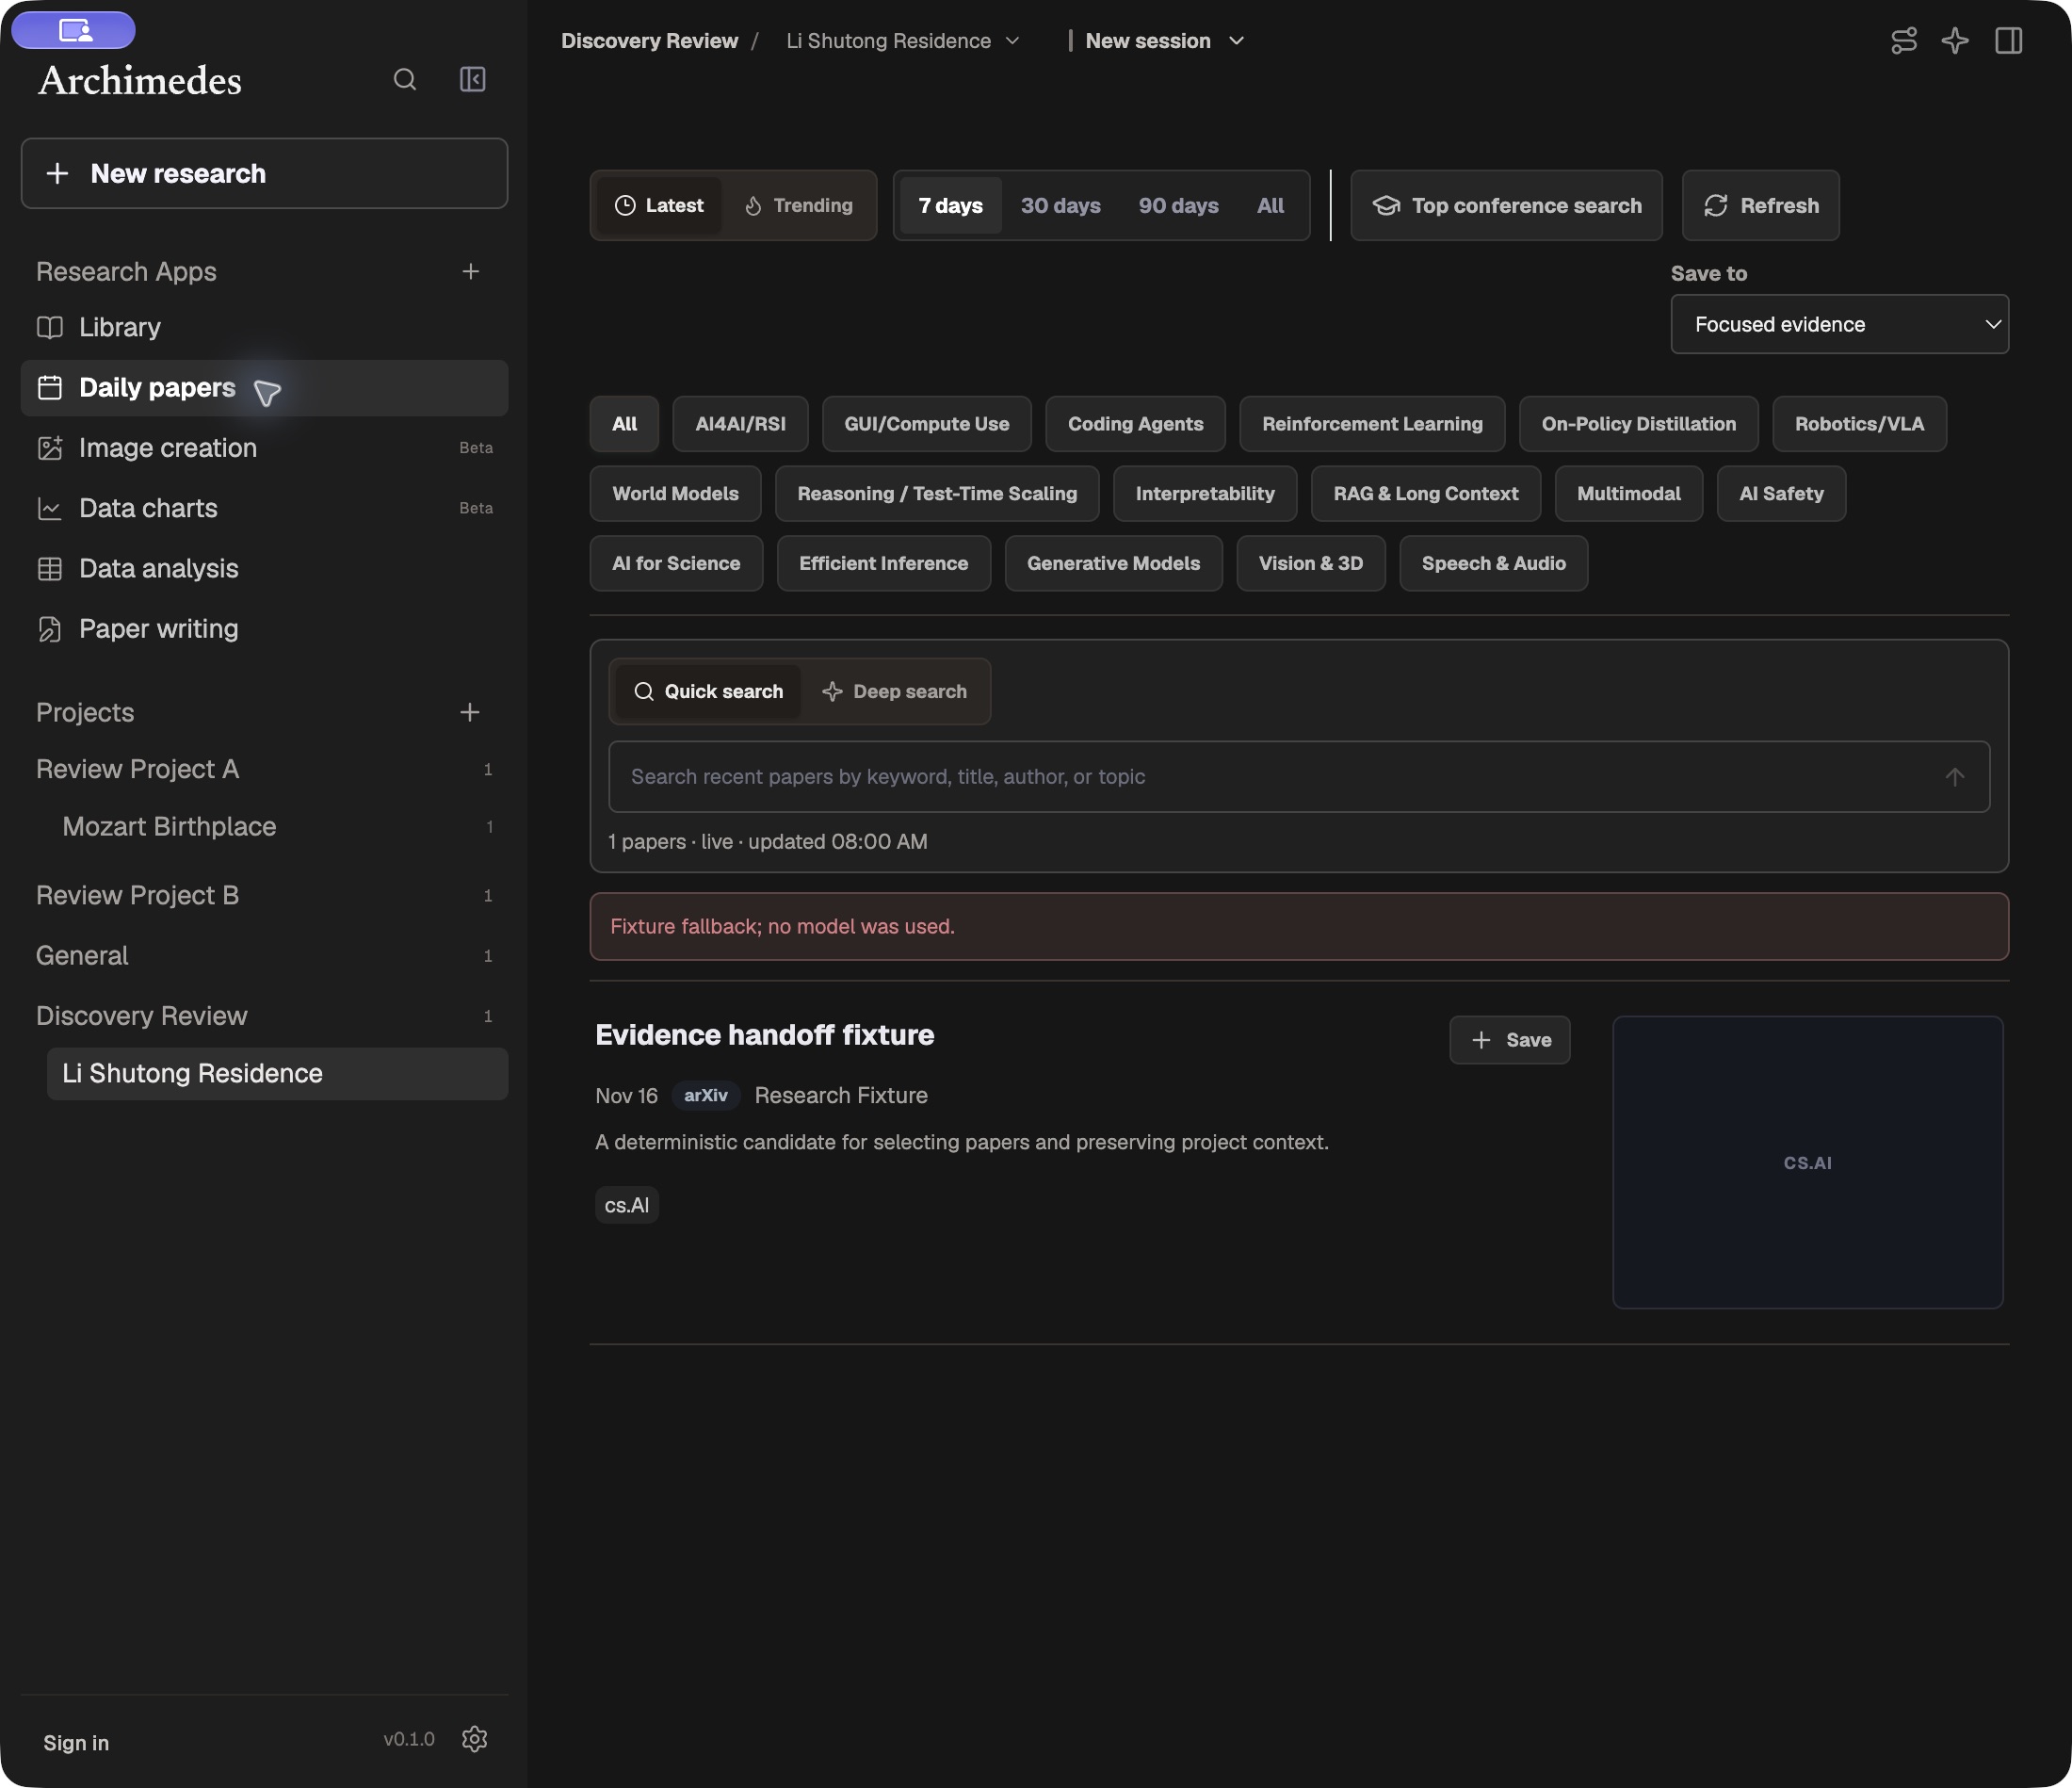 Archimedes
New research
Research Apps
Library
Daily papers
Image creation Beta
Data charts Beta
Data analysis
Paper writing
Projects
Review Project A 1
Mozart Birthplace 1
Review Project B 1
General 1
Discovery Review 1
Li Shutong Residence
Sign in v0.1.0
Discovery Review / Li Shutong Residence New session
Latest Trending 7 days 30 days 90 days All Top conference search Refresh
Save to
Focused evidence
All AI4AI/RSI GUI/Compute Use Coding Agents Reinforcement Learning On-Policy Distillation Robotics/VLA
World Models Reasoning / Test-Time Scaling Interpretability RAG & Long Context Multimodal AI Safety
AI for Science Efficient Inference Generative Models Vision & 3D Speech & Audio
Quick search Deep search
Search recent papers by keyword, title, author, or topic
1 papers · live · updated 08:00 AM
Fixture fallback; no model was used.
Evidence handoff fixture Save
Nov 16 arXiv Research Fixture
A deterministic candidate for selecting papers and preserving project context.
CS.AI
cs.AI